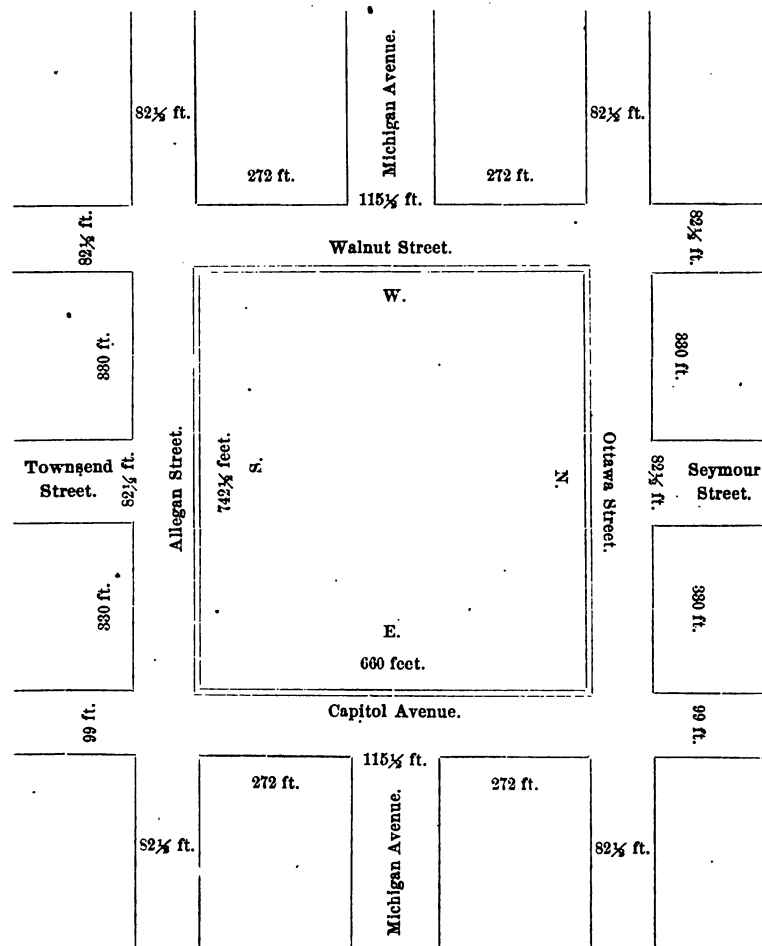 Michigan Avenue.
82½ ft.
82½ ft.
272 ft.
272 ft.
115½ ft.
82½ ft.
82½ ft.
Walnut Street.
W.
330 ft.
330 ft.
Townsend
Street.
82½ ft.
Allegan Street.
742½ feet.
S.
N.
Ottawa Street.
82½ ft.
Seymour
Street.
330 ft.
330 ft.
E.
660 feet.
99 ft.
99 ft.
Capitol Avenue.
115½ ft.
272 ft.
272 ft.
82½ ft.
82½ ft.
Michigan Avenue.